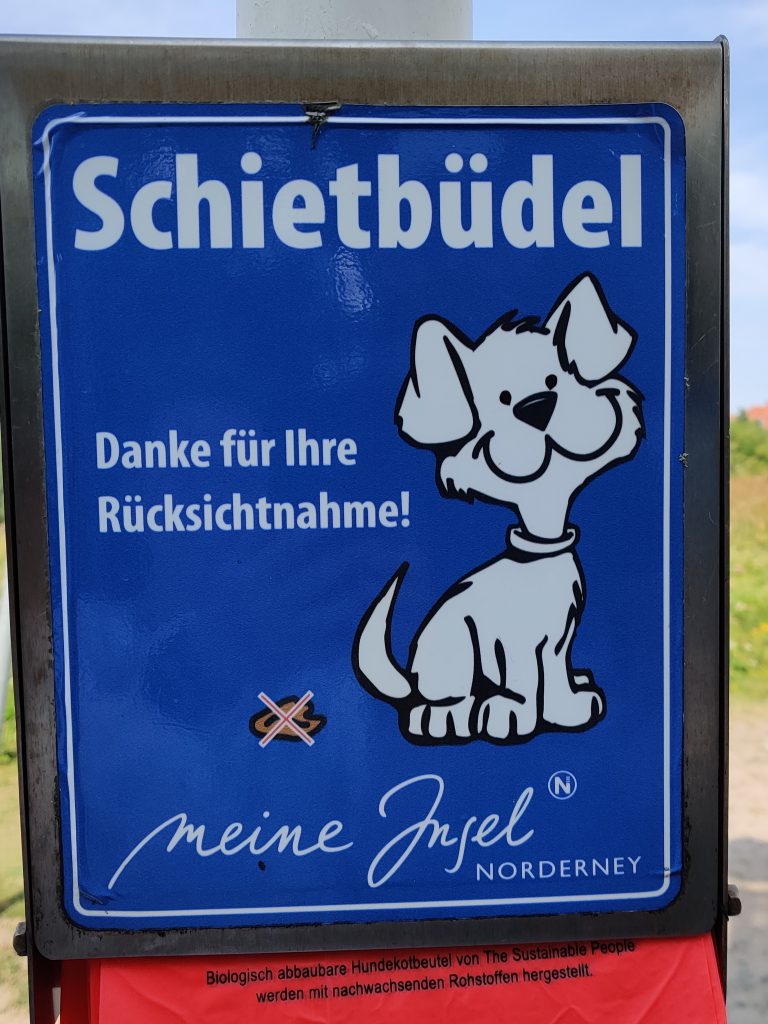 Schietbüdel
Danke für Ihre
Rücksichtnahme!
meine Insel
N
NORDERNEY
Biologisch abbaubare Hundekotbeutel von The Sustainable People
werden mit nachwachsenden Rohstoffen hergestellt.